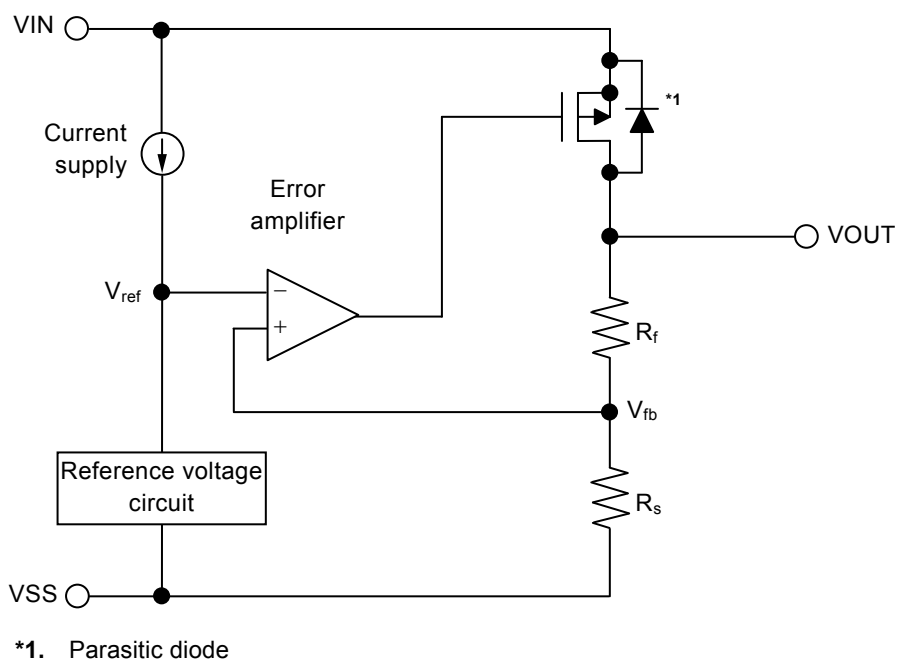 VIN
*1
Current
supply
Error
amplifier
VOUT
Vref
−
+
Rf
Vfb
Reference voltage
circuit
Rs
VSS
*1. Parasitic diode